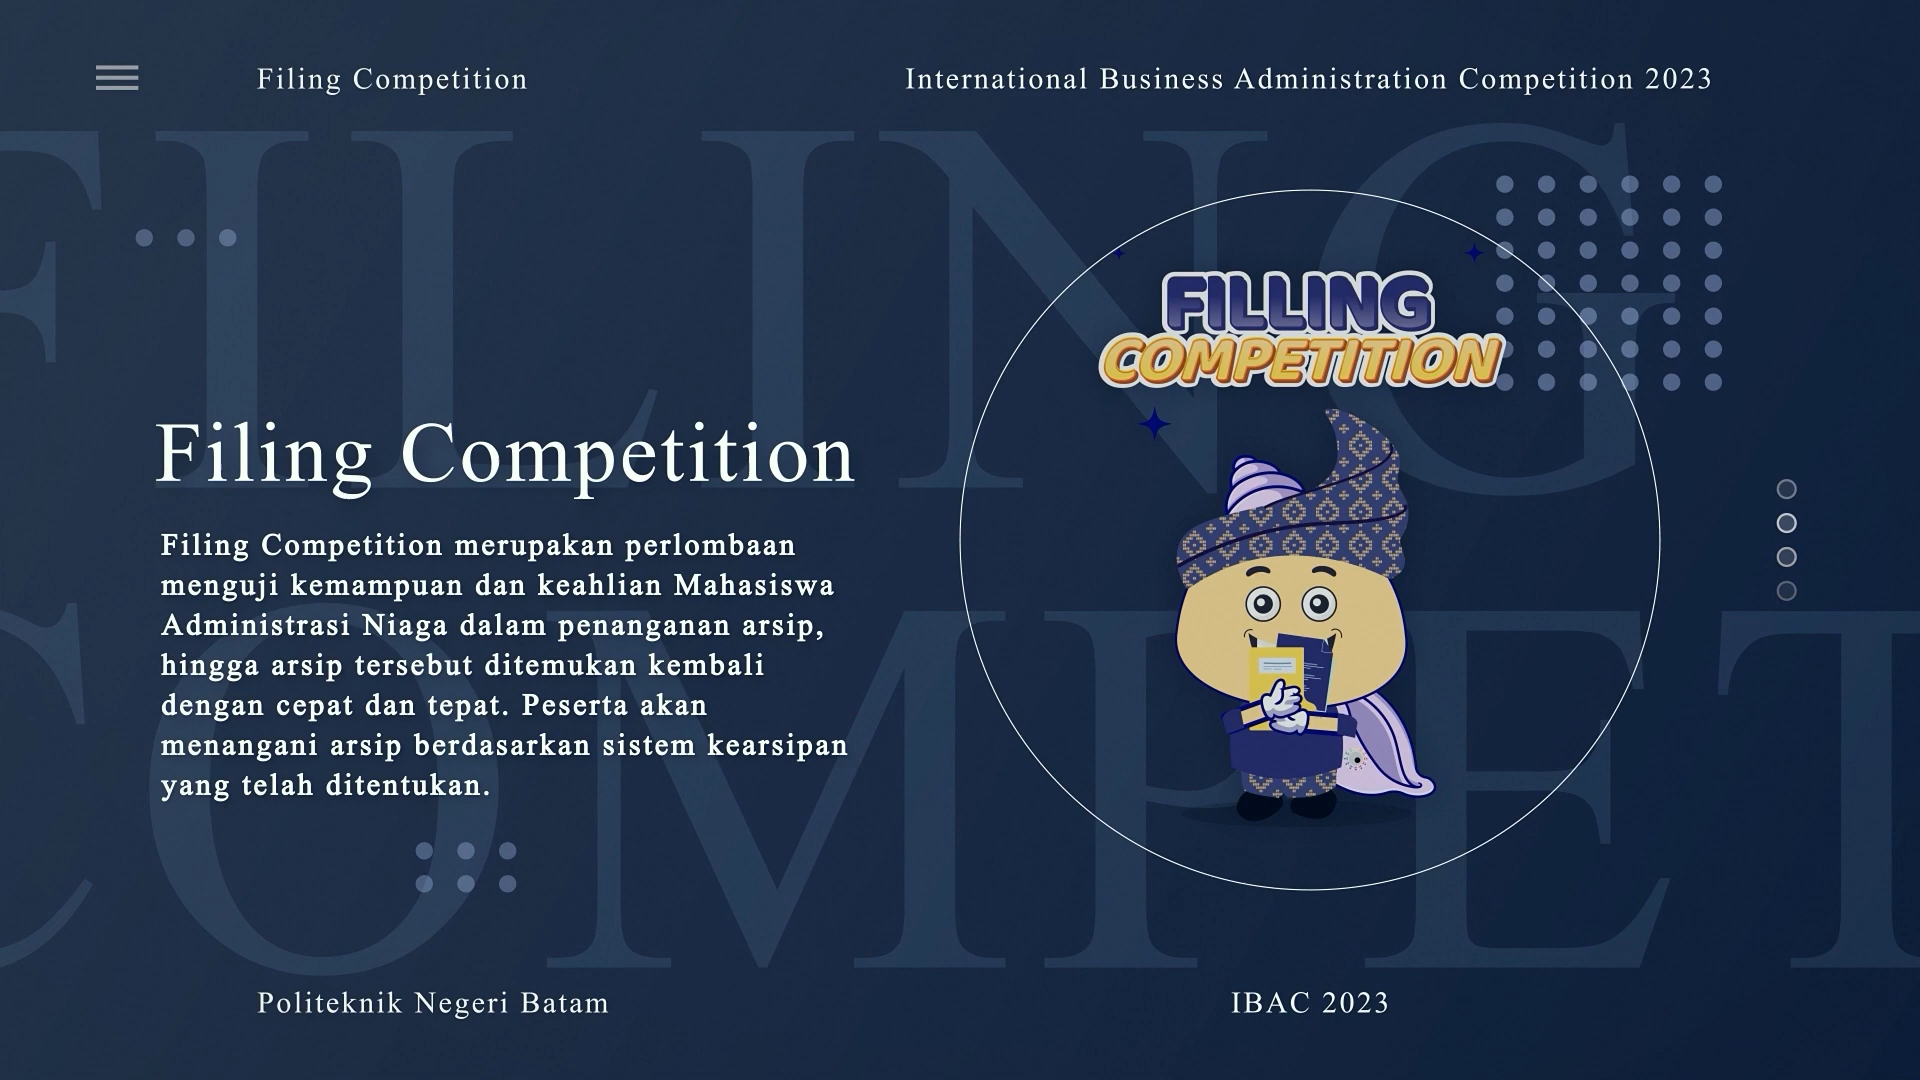 Filing Competition
International Business Administration Competition 2023
FILING
COMPET
FILLING
COMPETITION
Filing Competition
Filing Competition merupakan perlombaan
menguji kemampuan dan keahlian Mahasiswa
Administrasi Niaga dalam penanganan arsip,
hingga arsip tersebut ditemukan kembali
dengan cepat dan tepat. Peserta akan
menangani arsip berdasarkan sistem kearsipan
yang telah ditentukan.
Politeknik Negeri Batam
IBAC 2023